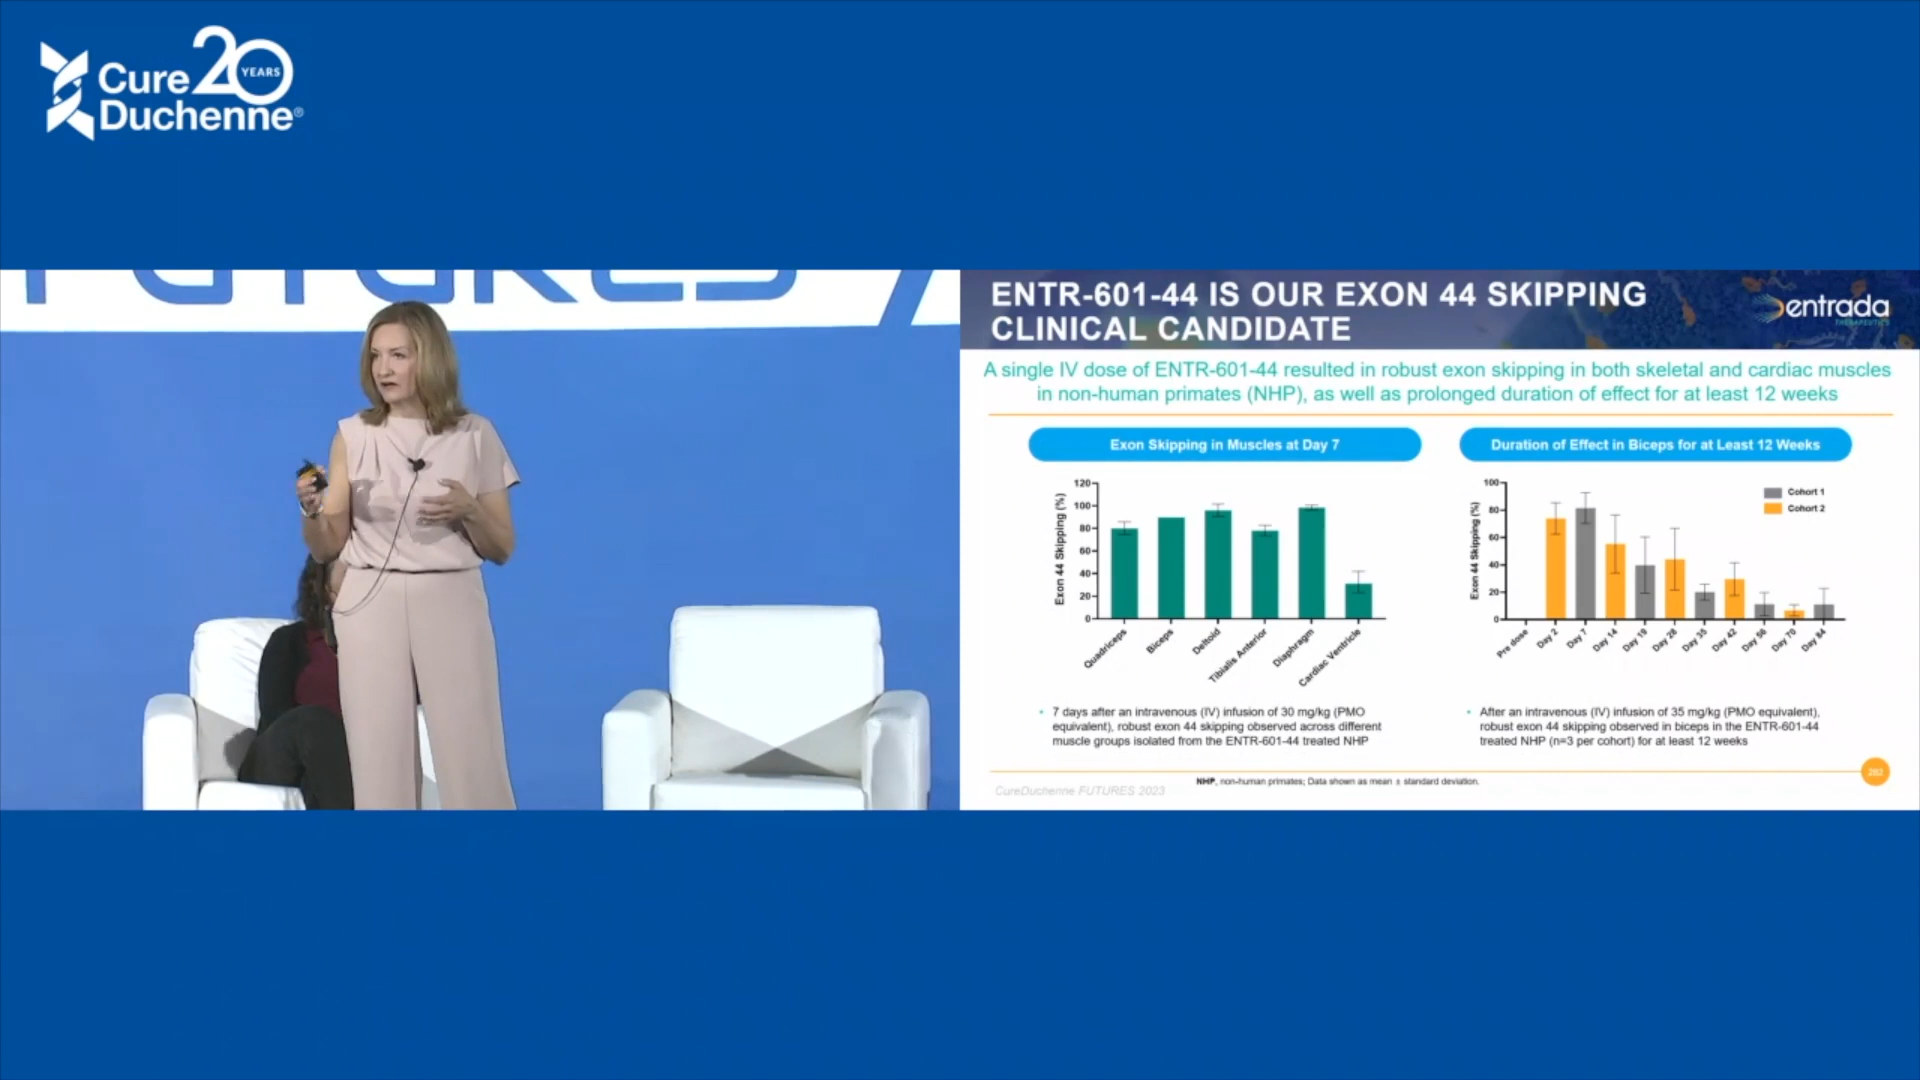 Cure 20 YEARS
Duchenne®
FUTURES
ENTR-601-44 IS OUR EXON 44 SKIPPING
CLINICAL CANDIDATE
entrada
THERAPEUTICS
A single IV dose of ENTR-601-44 resulted in robust exon skipping in both skeletal and cardiac muscles
in non-human primates (NHP), as well as prolonged duration of effect for at least 12 weeks
Exon Skipping in Muscles at Day 7
Exon 44 Skipping (%)
120
100
80
60
40
20
0
Quadriceps
Biceps
Deltoid
Tibialis Anterior
Diaphragm
Cardiac Ventricle
• 7 days after an intravenous (IV) infusion of 30 mg/kg (PMO
equivalent), robust exon 44 skipping observed across different
muscle groups isolated from the ENTR-601-44 treated NHP
Duration of Effect in Biceps for at Least 12 Weeks
Exon 44 Skipping (%)
100
80
60
40
20
0
Cohort 1
Cohort 2
Pre dose
Day 2
Day 7
Day 14
Day 19
Day 28
Day 35
Day 42
Day 56
Day 70
Day 84
• After an intravenous (IV) infusion of 35 mg/kg (PMO equivalent),
robust exon 44 skipping observed in biceps in the ENTR-601-44
treated NHP (n=3 per cohort) for at least 12 weeks
NHP, non-human primates; Data shown as mean ± standard deviation.
CureDuchenne FUTURES 2023
282